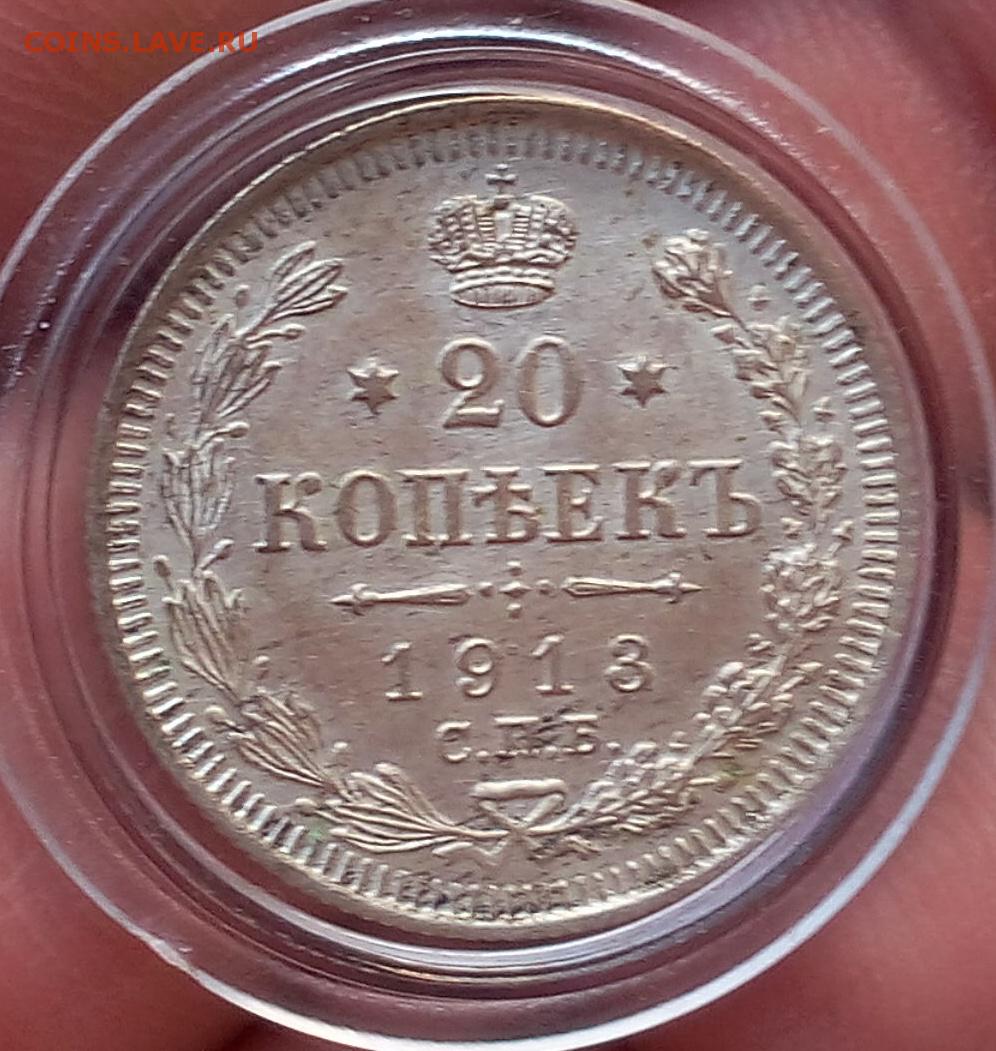 COINS.LAVE.RU
20
КОПѢЕКЪ
1913
С.П.Б.